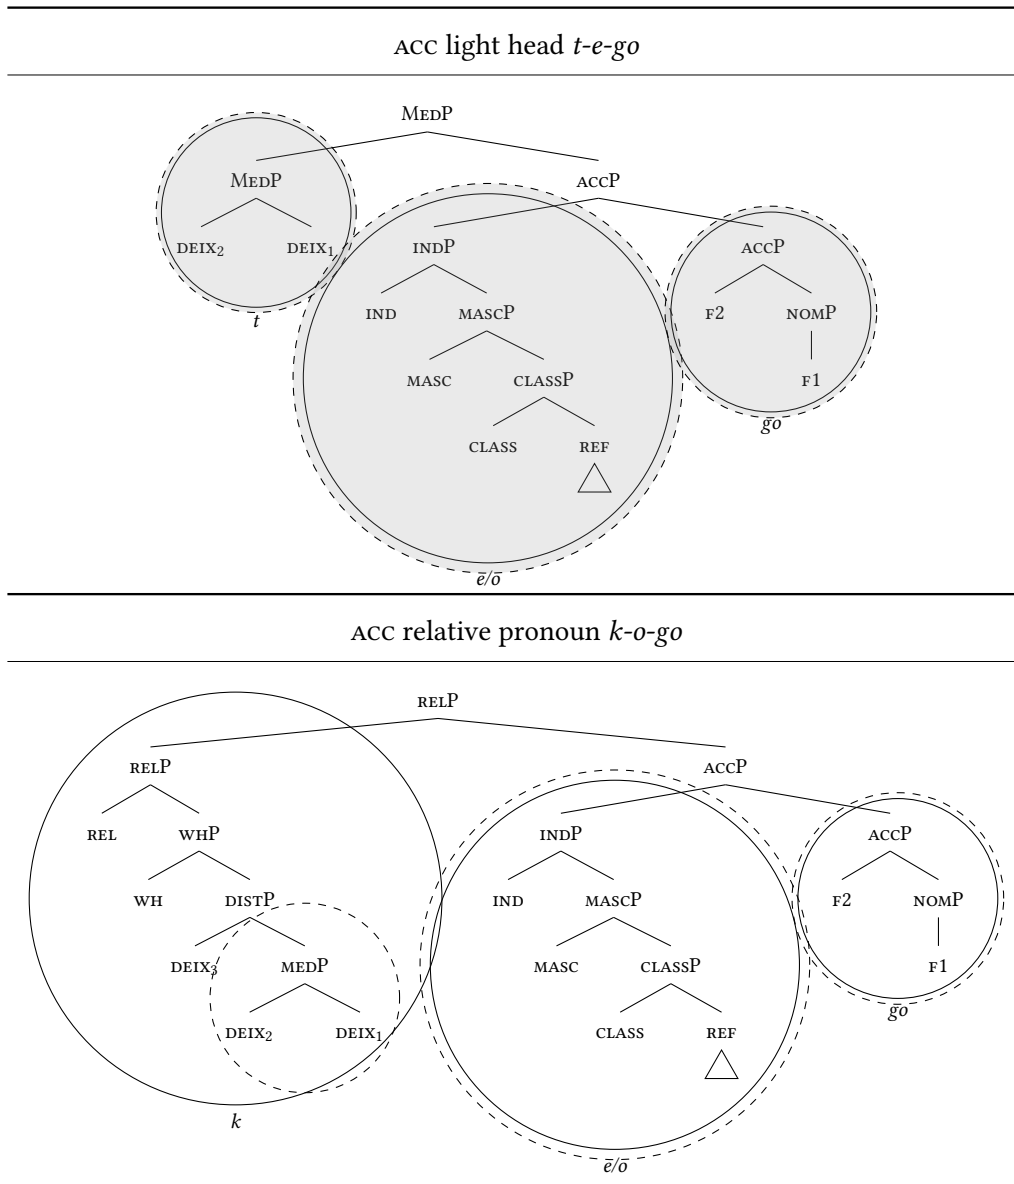 ACC light head t-e-go
MEDP
MEDP ACCP
DEIX₂ DEIX₁ INDP ACCP
t IND MASCP F2 NOMP
MASC CLASSP F1
go
CLASS REF
e/o
ACC relative pronoun k-o-go
RELP
RELP ACCP
REL WHP INDP ACCP
WH DISTP IND MASCP F2 NOMP
DEIX₃ MEDP MASC CLASSP F1
go
DEIX₂ DEIX₁ CLASS REF
k
e/o